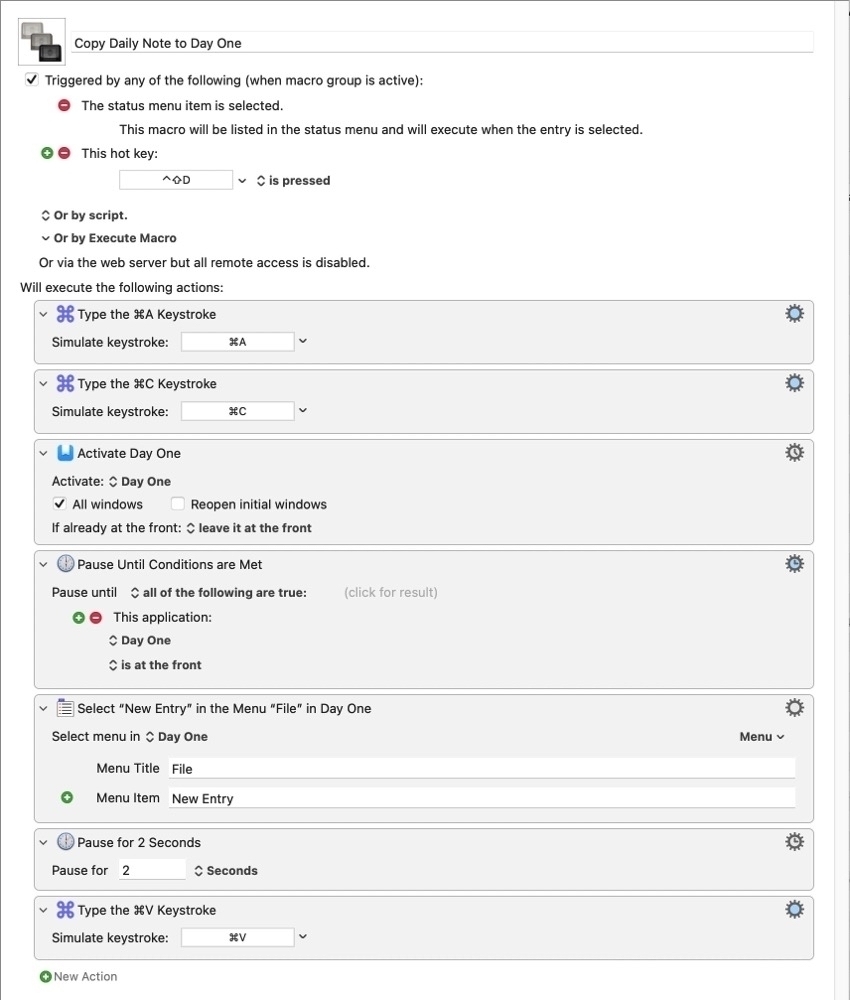 Copy Daily Note to Day One
Triggered by any of the following (when macro group is active):
The status menu item is selected.
This macro will be listed in the status menu and will execute when the entry is selected.
This hot key:
^⇧D is pressed
Or by script.
Or by Execute Macro
Or via the web server but all remote access is disabled.
Will execute the following actions:
Type the ⌘A Keystroke
Simulate keystroke: ⌘A
Type the ⌘C Keystroke
Simulate keystroke: ⌘C
Activate Day One
Activate: Day One
All windows Reopen initial windows
If already at the front: leave it at the front
Pause Until Conditions are Met
Pause until all of the following are true: (click for result)
This application:
Day One
is at the front
Select “New Entry” in the Menu “File” in Day One
Select menu in Day One Menu
Menu Title File
Menu Item New Entry
Pause for 2 Seconds
Pause for 2 Seconds
Type the ⌘V Keystroke
Simulate keystroke: ⌘V
New Action